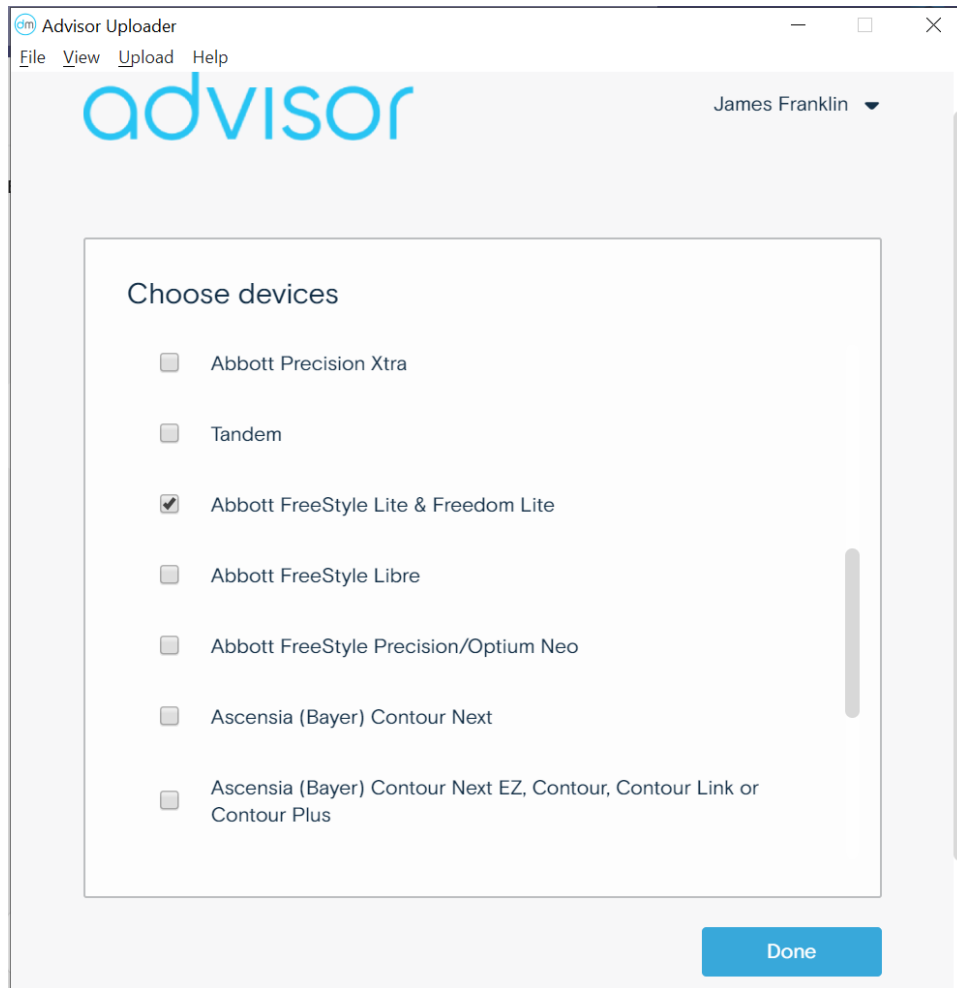 dm Advisor Uploader
File View Upload Help
advisor
James Franklin
Choose devices
Abbott Precision Xtra
Tandem
Abbott FreeStyle Lite & Freedom Lite
Abbott FreeStyle Libre
Abbott FreeStyle Precision/Optium Neo
Ascensia (Bayer) Contour Next
Ascensia (Bayer) Contour Next EZ, Contour, Contour Link or
Contour Plus
Done